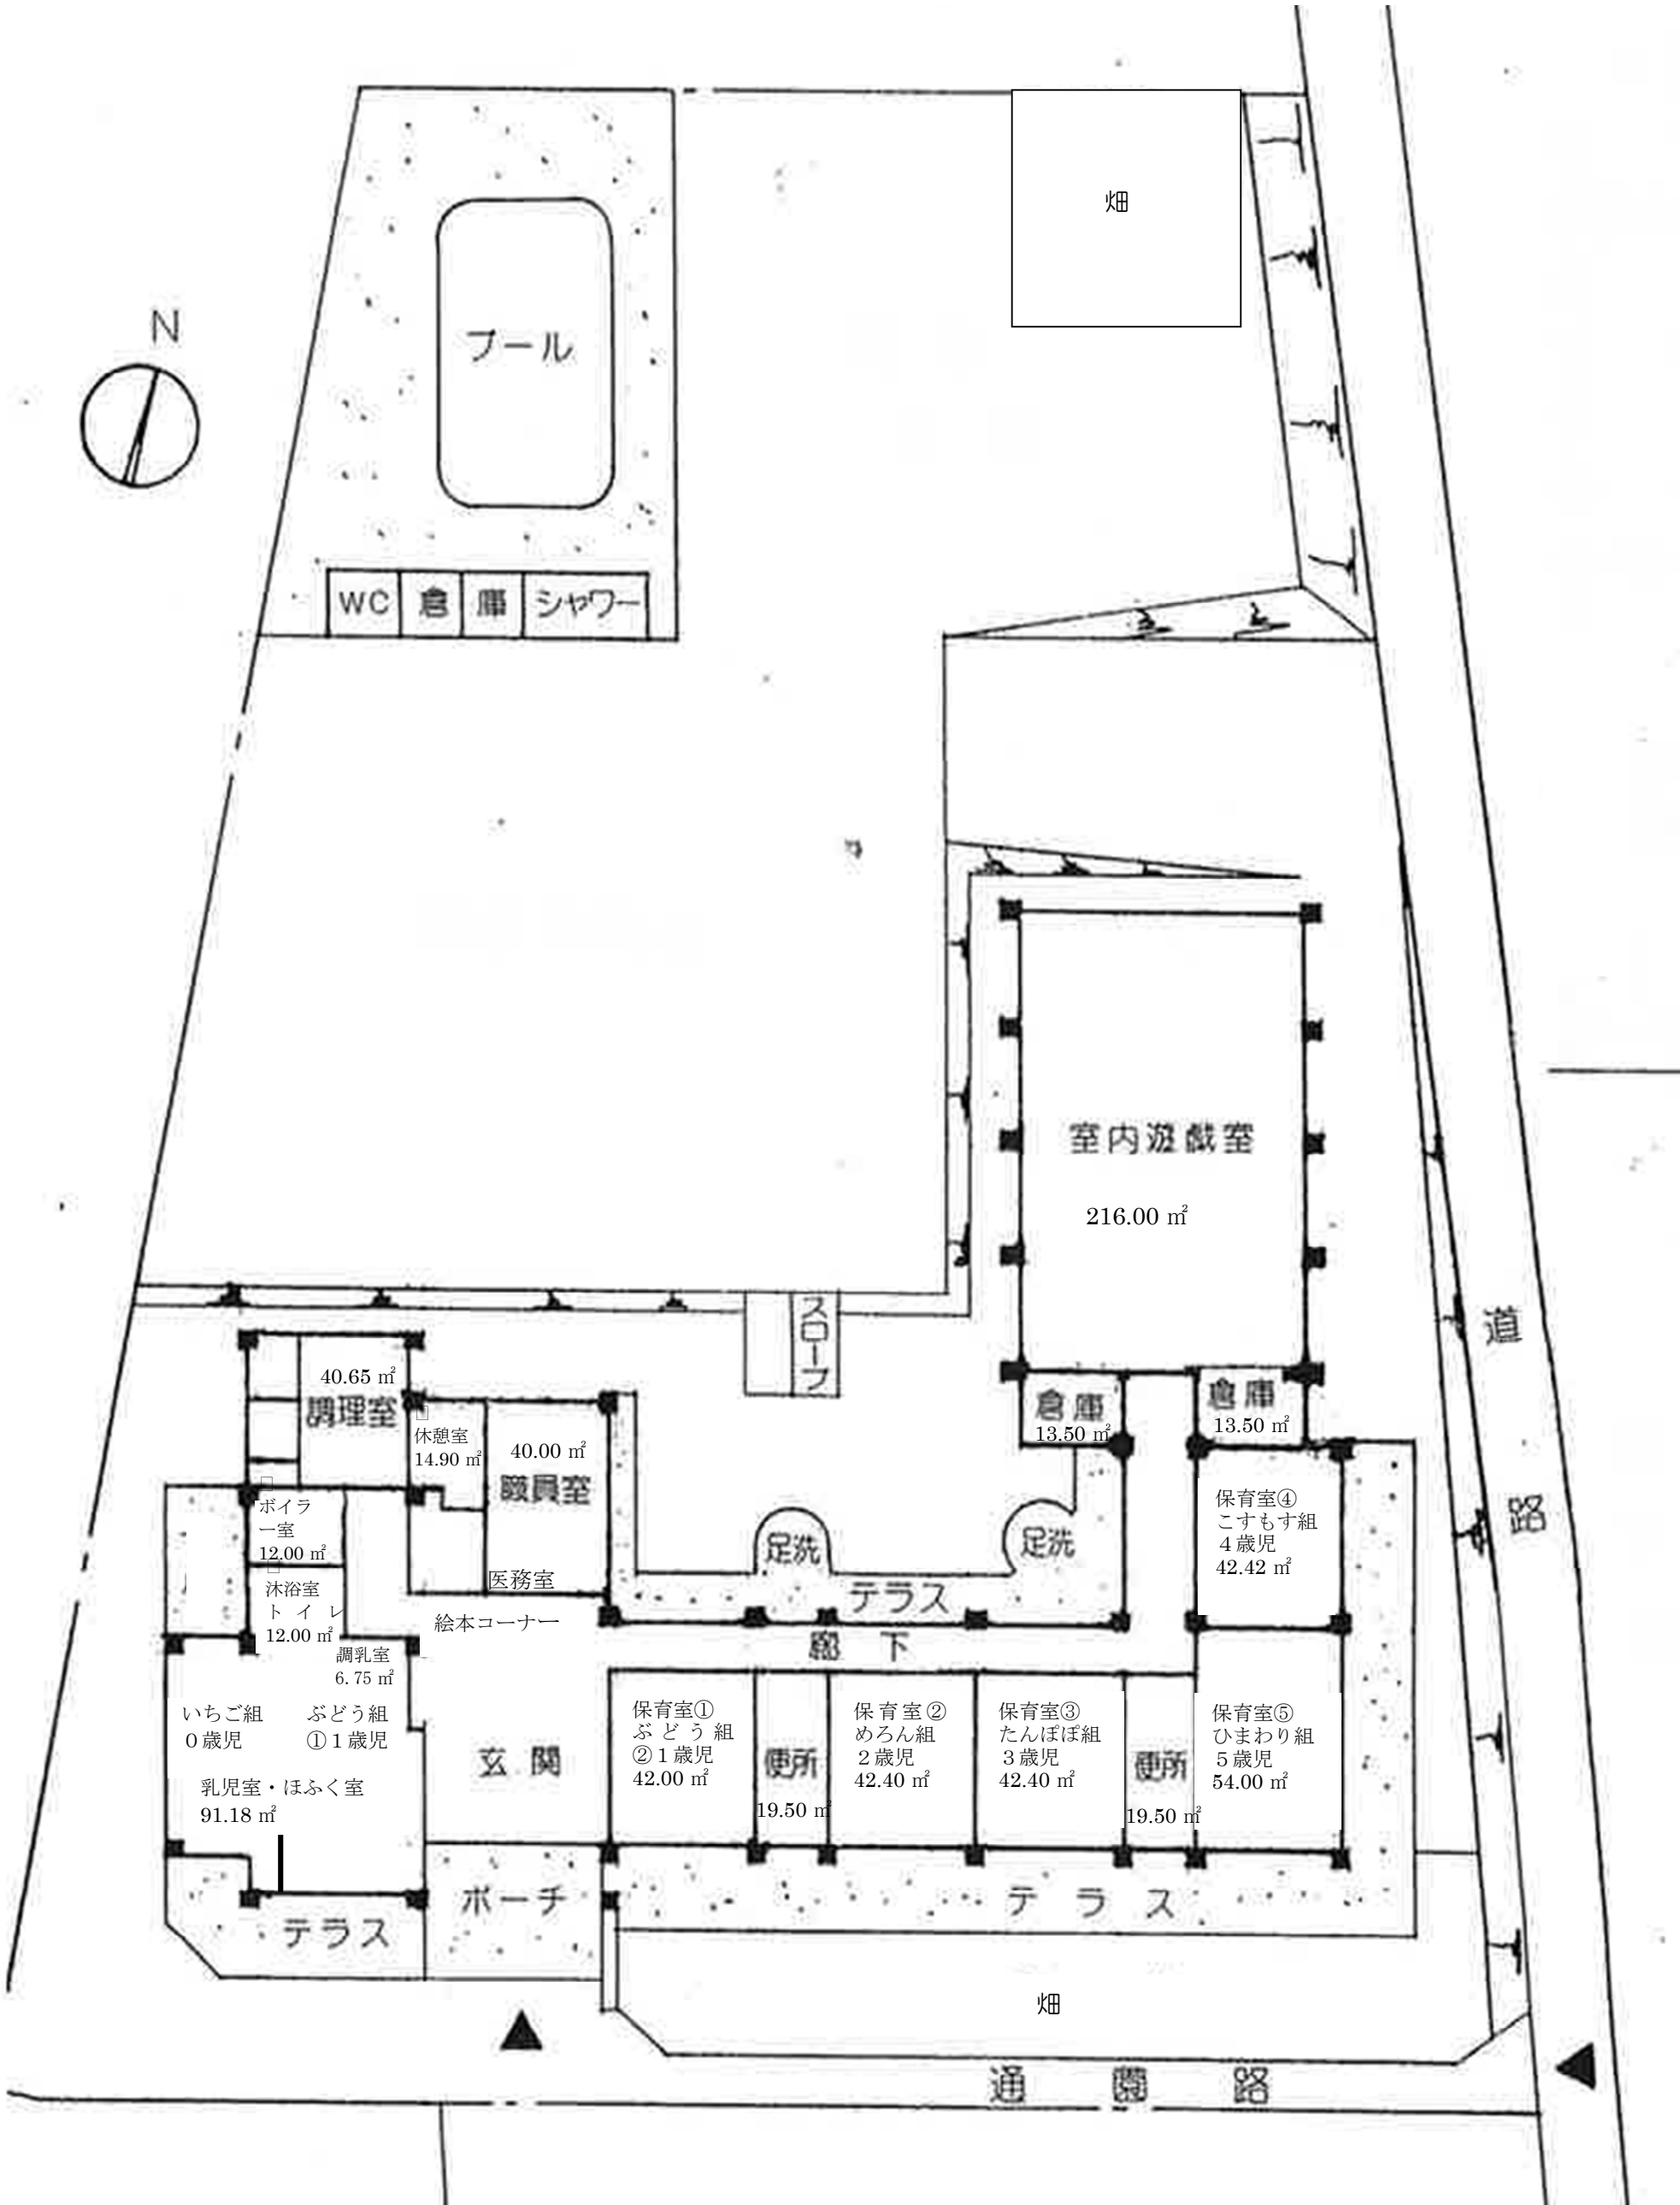 畑
N
プール
WC
倉
庫
シャワー
室内遊戯室
216.00 ㎡
道
路
スロープ
40.65 ㎡
調理室
休憩室
14.90 ㎡
40.00 ㎡
職員室
医務室
倉庫
13.50 ㎡
倉庫
13.50 ㎡
ボイラ
ー室
12.00 ㎡
沐浴室
トイレ
12.00 ㎡
調乳室
6.75 ㎡
足洗
足洗
テラス
保育室④
こすもす組
4歳児
42.42 ㎡
絵本コーナー
廊下
いちご組
0歳児
ぶどう組
①1歳児
乳児室・ほふく室
91.18 ㎡
玄関
保育室①
ぶどう組
②1歳児
42.00 ㎡
便所
19.50 ㎡
保育室②
めろん組
2歳児
42.40 ㎡
保育室③
たんぽぽ組
3歳児
42.40 ㎡
便所
19.50 ㎡
保育室⑤
ひまわり組
5歳児
54.00 ㎡
テラス
ポーチ
テラス
畑
通園路